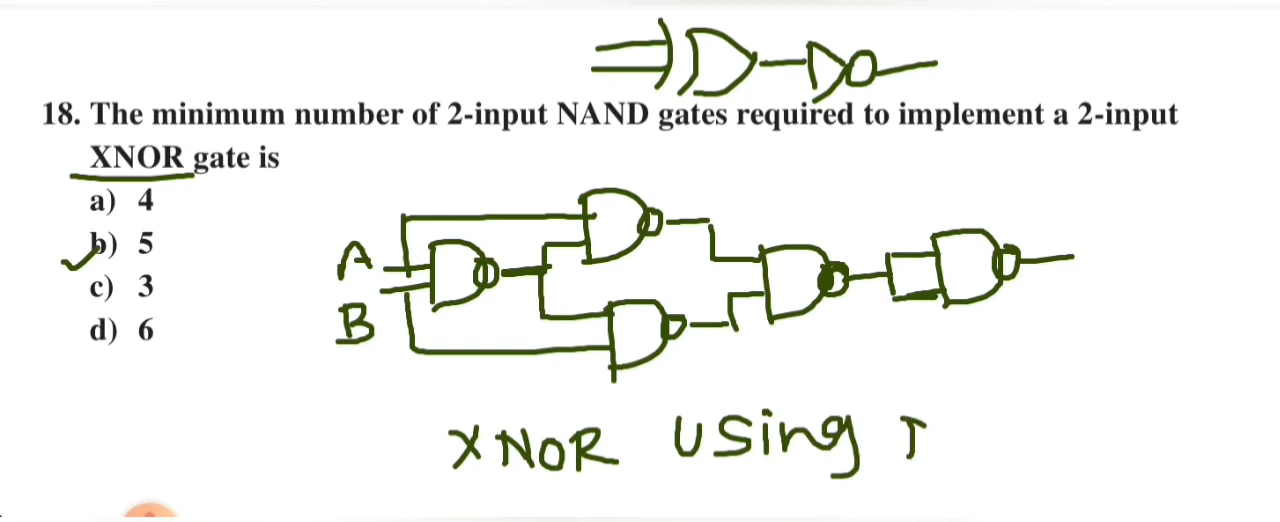 18. The minimum number of 2-input NAND gates required to implement a 2-input
XNOR gate is
a) 4
b) 5
c) 3
d) 6
A
B
XNOR using